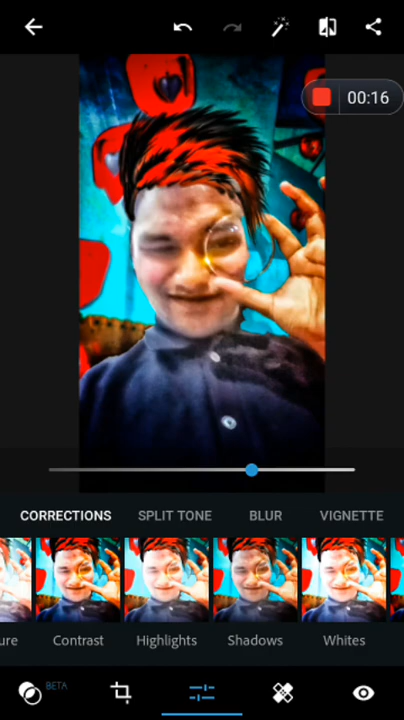 00:16
CORRECTIONS SPLIT TONE BLUR VIGNETTE
ure Contrast Highlights Shadows Whites
BETA